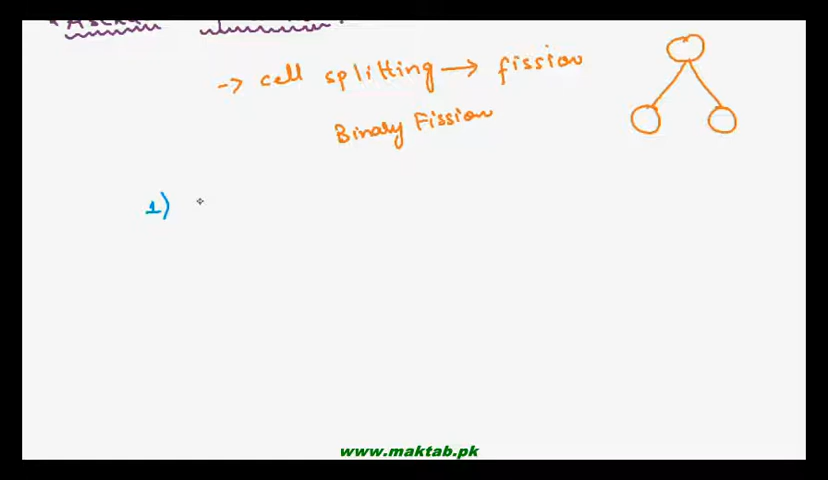 -> cell splitting → fission
Binary Fission
1)
www.maktab.pk